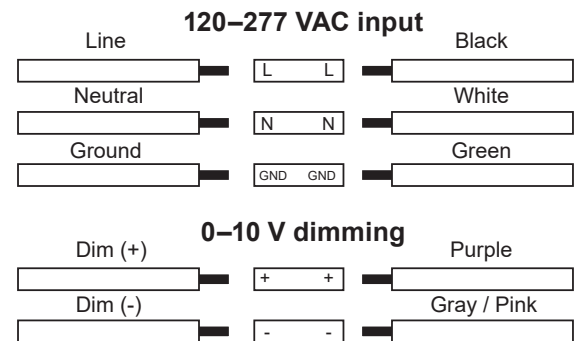 120–277 VAC input
Line Black
L L
Neutral White
N N
Ground Green
GND GND
0–10 V dimming
Dim (+) Purple
+ +
Dim (-) Gray / Pink
- -